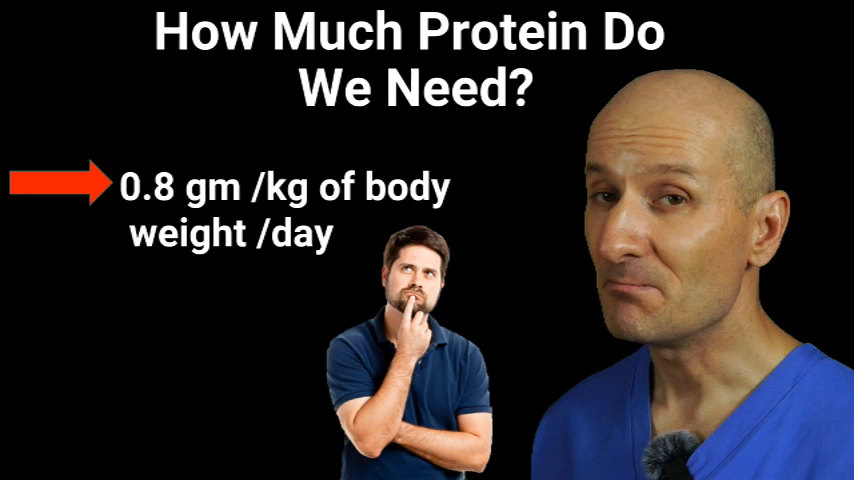 How Much Protein Do
We Need?
0.8 gm /kg of body
weight /day